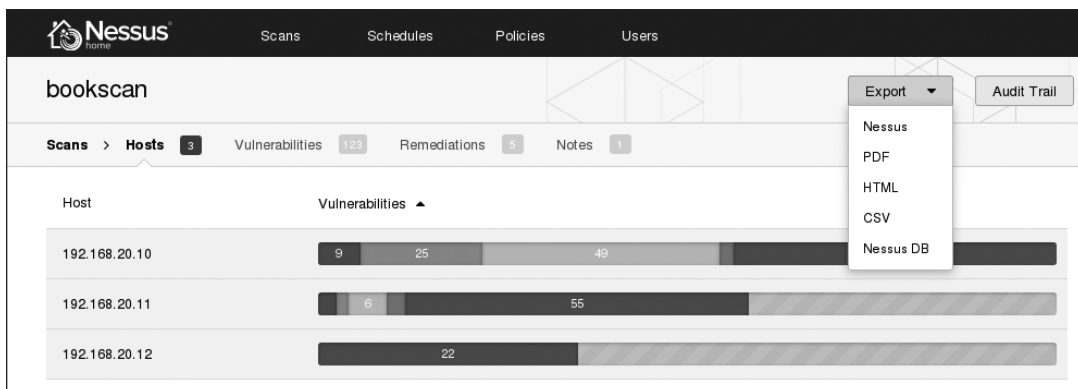 Nessus
home
Scans Schedules Policies Users
bookscan
Export
Audit Trail
Nessus
PDF
HTML
CSV
Nessus DB
Scans > Hosts 3 Vulnerabilities 123 Remediations 5 Notes 1
Host Vulnerabilities
192.168.20.10 9 25 49
192.168.20.11 6 55
192.168.20.12 22